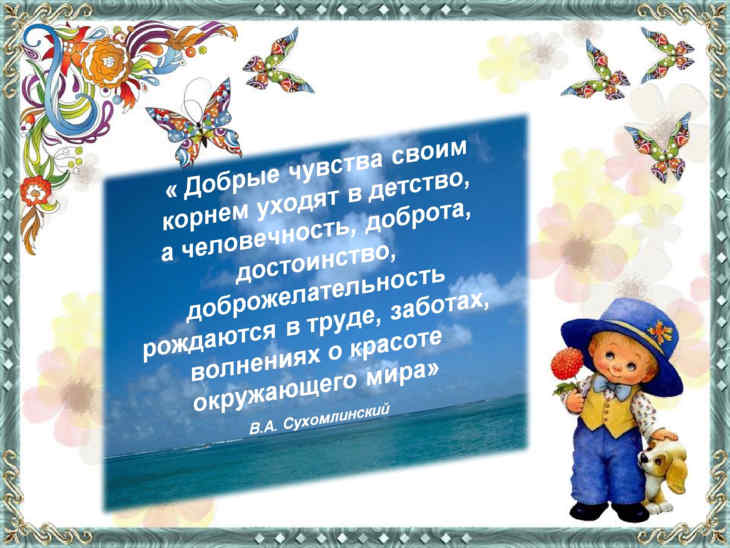 « Добрые чувства своим
корнем уходят в детство,
а человечность, доброта,
достоинство,
доброжелательность
рождаются в труде, заботах,
волнениях о красоте
окружающего мира»
В.А. Сухомлинский